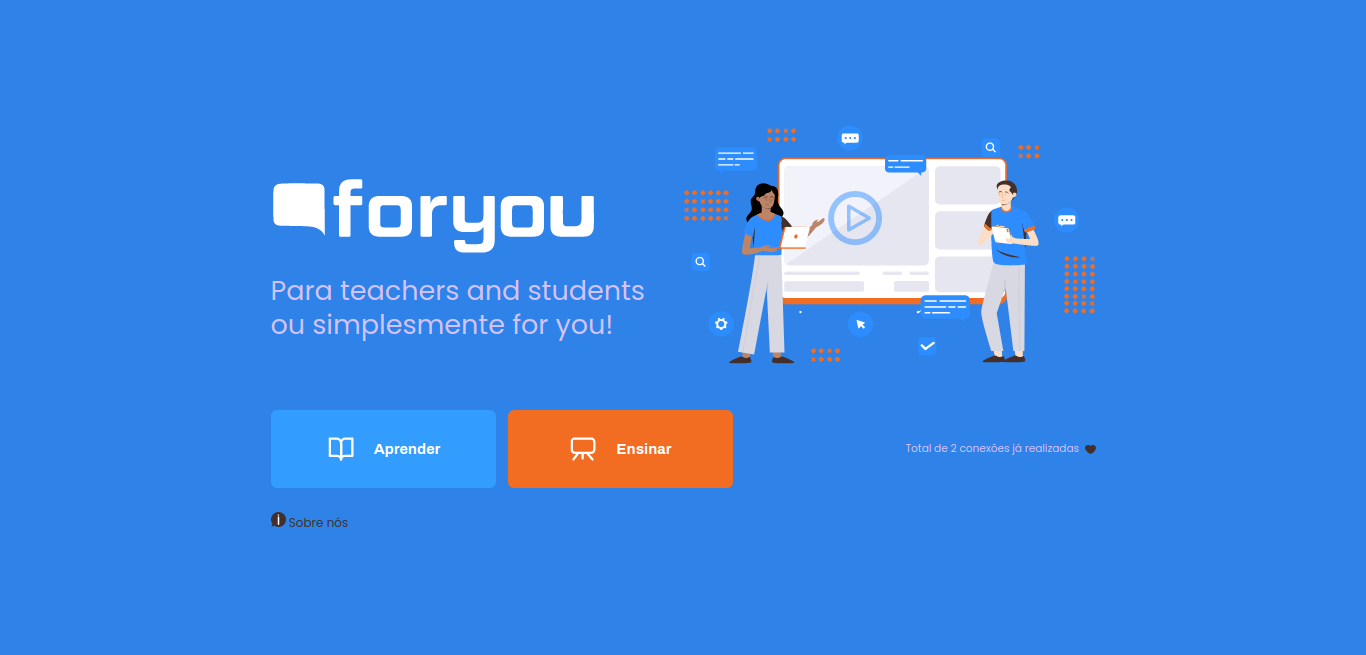 foryou
Para teachers and students
ou simplesmente for you!
Aprender
Ensinar
Total de 2 conexões já realizadas
Sobre nós